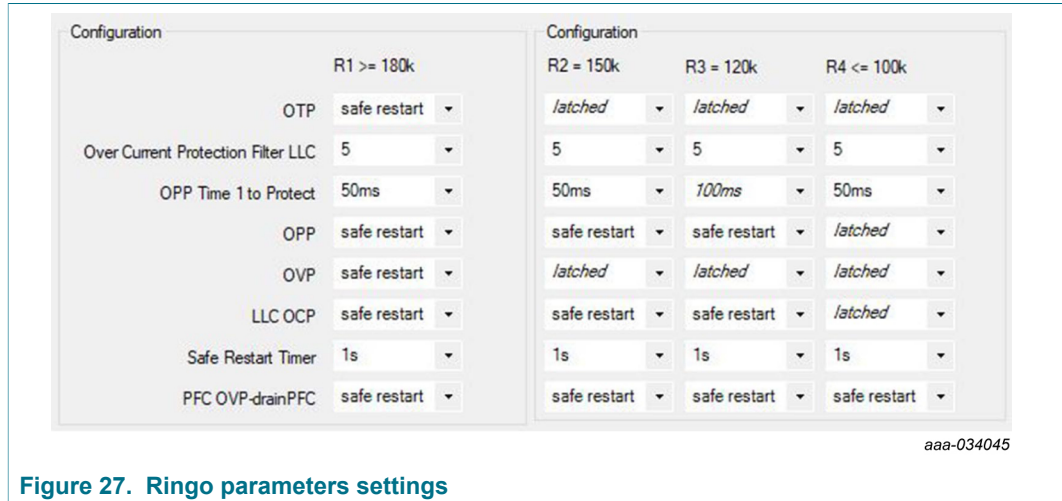 Configuration Configuration
R1 >= 180k R2 = 150k R3 = 120k R4 <= 100k
OTP safe restart latched latched latched
Over Current Protection Filter LLC 5 5 5 5
OPP Time 1 to Protect 50ms 50ms 100ms 50ms
OPP safe restart safe restart safe restart latched
OVP safe restart latched latched latched
LLC OCP safe restart safe restart safe restart latched
Safe Restart Timer 1s 1s 1s 1s
PFC OVP-drainPFC safe restart safe restart safe restart safe restart
aaa-034045
Figure 27. Ringo parameters settings